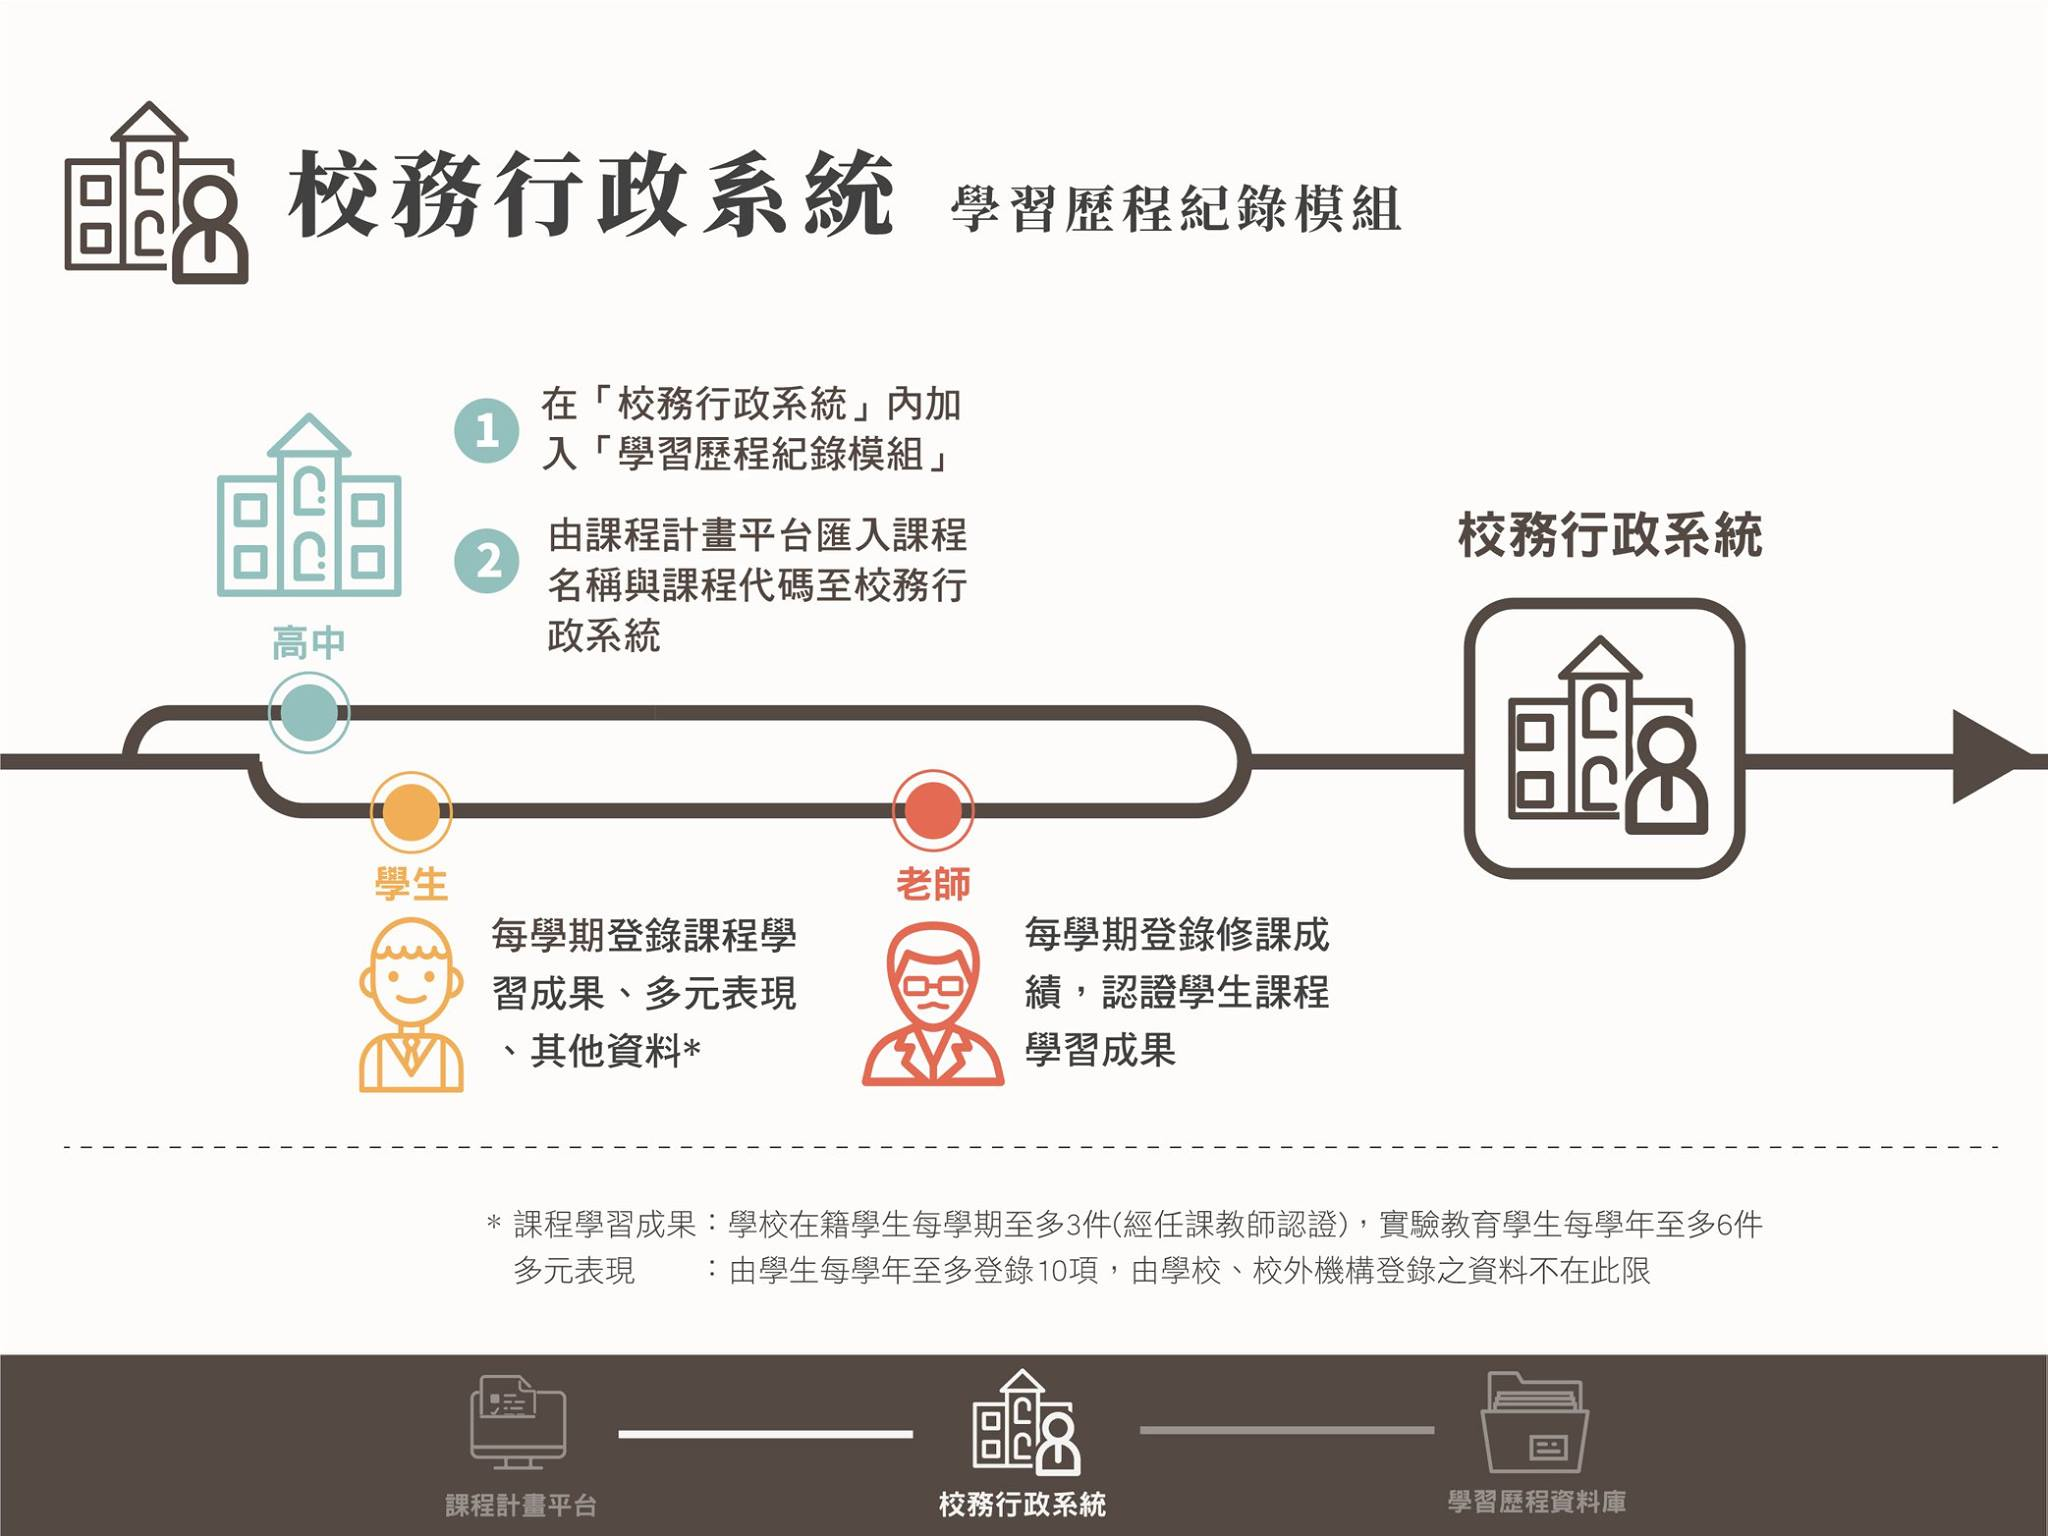 校務行政系統 學習歷程紀錄模組
1 在「校務行政系統」內加
入「學習歷程紀錄模組」
2 由課程計畫平台匯入課程
名稱與課程代碼至校務行
政系統
高中
校務行政系統
學生
每學期登錄課程學
習成果、多元表現
、其他資料*
老師
每學期登錄修課成
績，認證學生課程
學習成果
* 課程學習成果：學校在籍學生每學期至多3件(經任課教師認證)，實驗教育學生每學年至多6件
多元表現 ：由學生每學年至多登錄10項，由學校、校外機構登錄之資料不在此限
課程計畫平台
校務行政系統
學習歷程資料庫